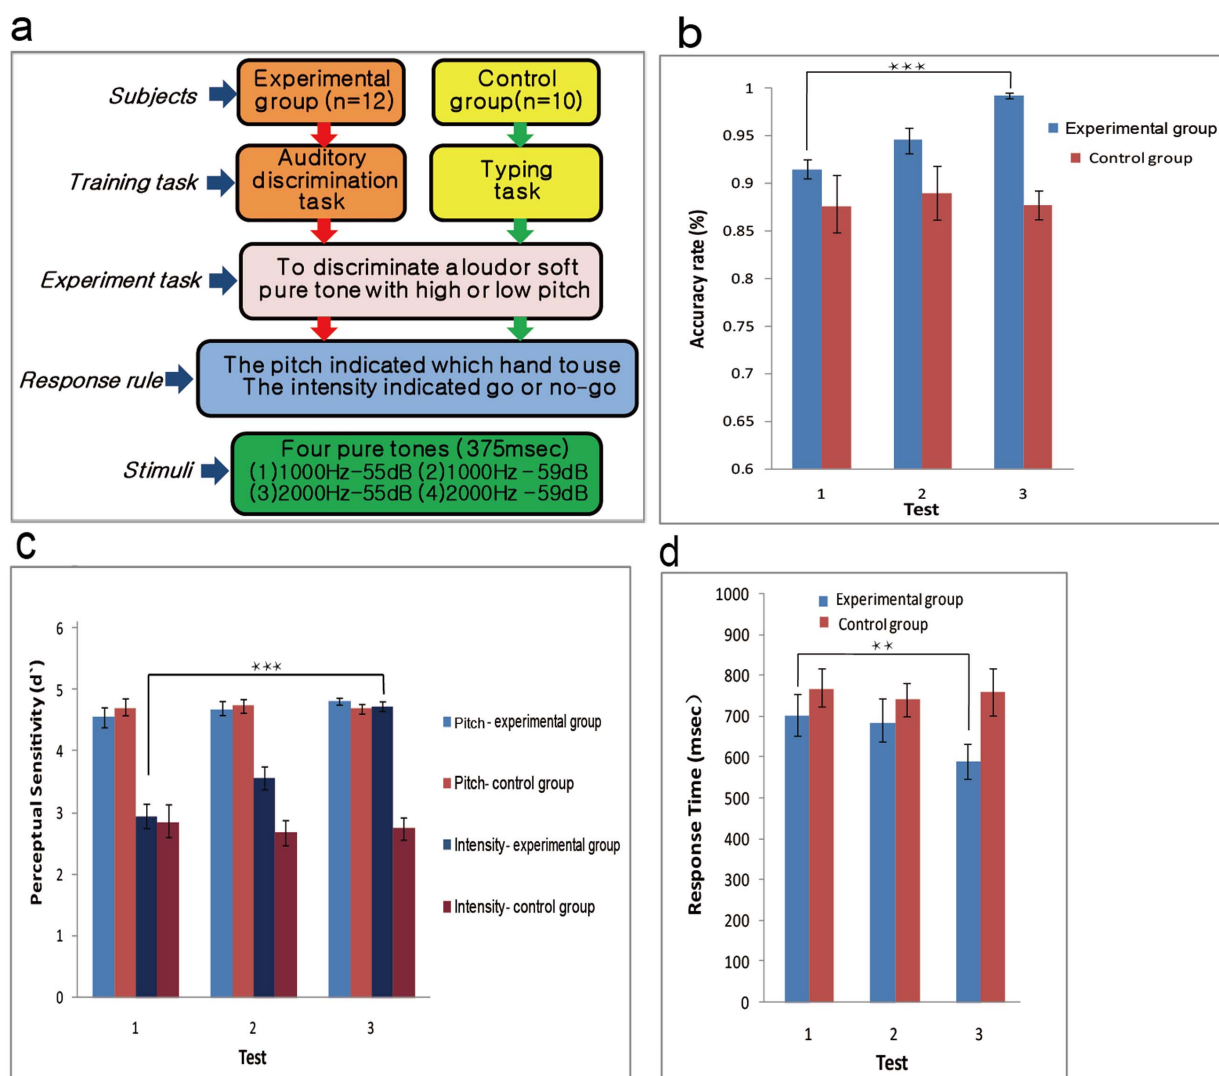 a
Subjects
Experimental
group (n=12)
Control
group(n=10)
Training task
Auditory
discrimination
task
Typing
task
Experiment task
To discriminate aloudor soft
pure tone with high or low pitch
Response rule
The pitch indicated which hand to use
The intensity indicated go or no-go
Stimuli
Four pure tones (375msec)
(1)1000Hz-55dB (2)1000Hz-59dB
(3)2000Hz-55dB (4)2000Hz-59dB
b
***
1
0.95
0.9
0.85
0.8
0.75
0.7
0.65
0.6
Accuracy rate (%)
Experimental group
Control group
1 2 3
Test
c
6
5
4
3
2
1
0
Perceptual Sensitivity (d`)
***
Pitch- experimental group
Pitch- control group
Intensity- experimental group
Intensity- control group
1 2 3
Test
d
1000
900
800
700
600
500
400
300
200
100
0
Response Time (msec)
Experimental group
Control group
**
1 2 3
Test